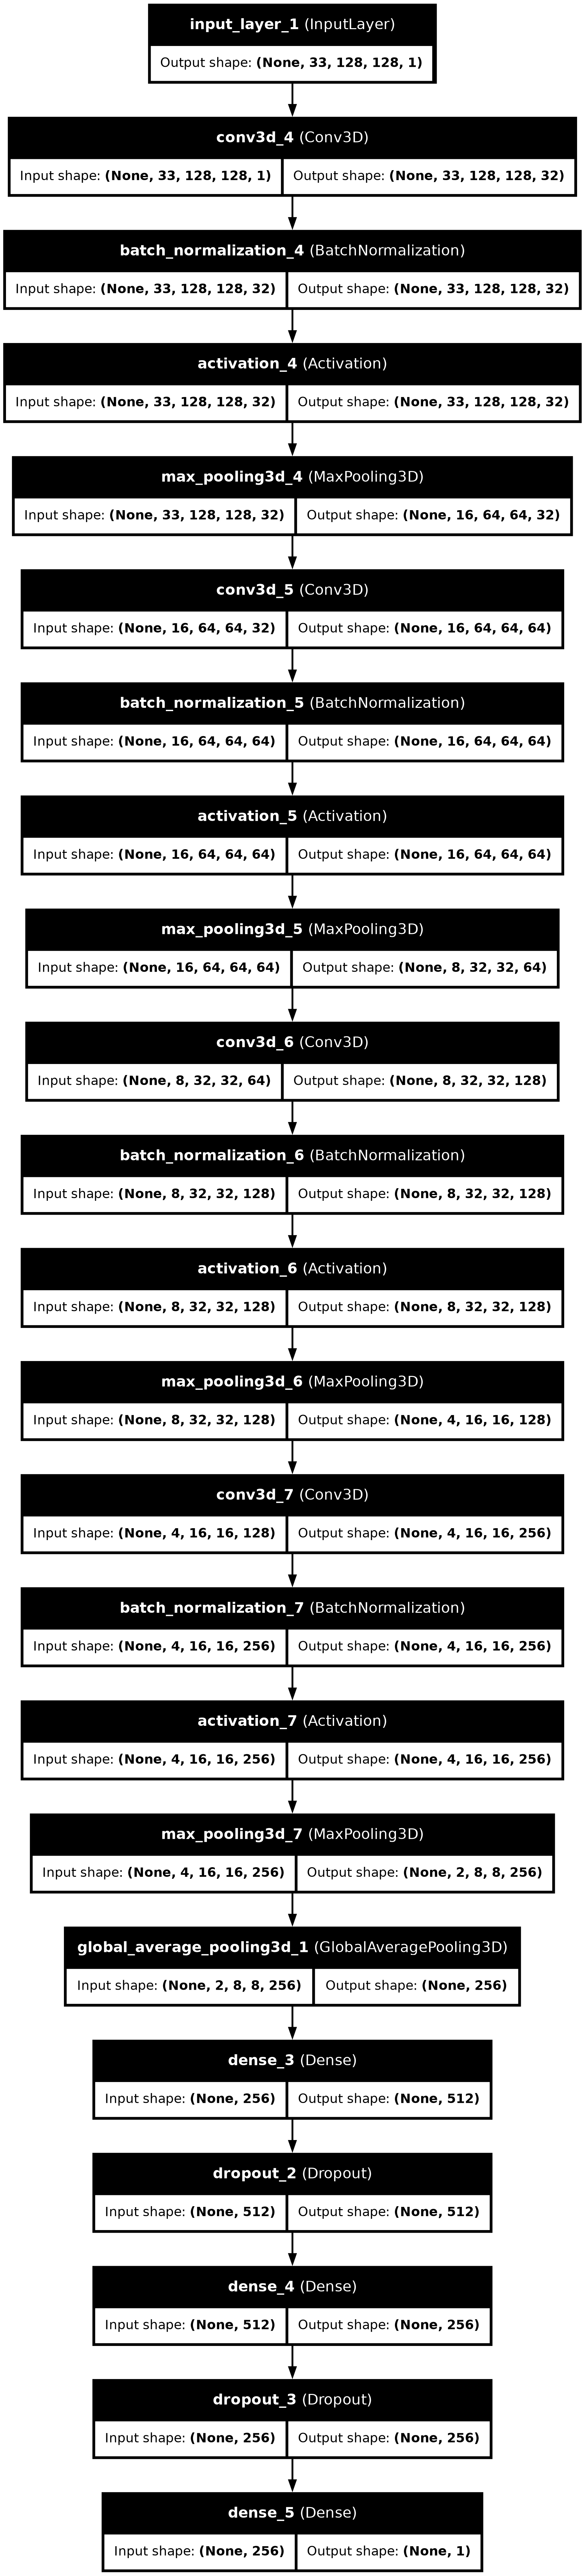 input_layer_1 (InputLayer)
Output shape: (None, 33, 128, 128, 1)
conv3d_4 (Conv3D)
Input shape: (None, 33, 128, 128, 1) Output shape: (None, 33, 128, 128, 32)
batch_normalization_4 (BatchNormalization)
Input shape: (None, 33, 128, 128, 32) Output shape: (None, 33, 128, 128, 32)
activation_4 (Activation)
Input shape: (None, 33, 128, 128, 32) Output shape: (None, 33, 128, 128, 32)
max_pooling3d_4 (MaxPooling3D)
Input shape: (None, 33, 128, 128, 32) Output shape: (None, 16, 64, 64, 32)
conv3d_5 (Conv3D)
Input shape: (None, 16, 64, 64, 32) Output shape: (None, 16, 64, 64, 64)
batch_normalization_5 (BatchNormalization)
Input shape: (None, 16, 64, 64, 64) Output shape: (None, 16, 64, 64, 64)
activation_5 (Activation)
Input shape: (None, 16, 64, 64, 64) Output shape: (None, 16, 64, 64, 64)
max_pooling3d_5 (MaxPooling3D)
Input shape: (None, 16, 64, 64, 64) Output shape: (None, 8, 32, 32, 64)
conv3d_6 (Conv3D)
Input shape: (None, 8, 32, 32, 64) Output shape: (None, 8, 32, 32, 128)
batch_normalization_6 (BatchNormalization)
Input shape: (None, 8, 32, 32, 128) Output shape: (None, 8, 32, 32, 128)
activation_6 (Activation)
Input shape: (None, 8, 32, 32, 128) Output shape: (None, 8, 32, 32, 128)
max_pooling3d_6 (MaxPooling3D)
Input shape: (None, 8, 32, 32, 128) Output shape: (None, 4, 16, 16, 128)
conv3d_7 (Conv3D)
Input shape: (None, 4, 16, 16, 128) Output shape: (None, 4, 16, 16, 256)
batch_normalization_7 (BatchNormalization)
Input shape: (None, 4, 16, 16, 256) Output shape: (None, 4, 16, 16, 256)
activation_7 (Activation)
Input shape: (None, 4, 16, 16, 256) Output shape: (None, 4, 16, 16, 256)
max_pooling3d_7 (MaxPooling3D)
Input shape: (None, 4, 16, 16, 256) Output shape: (None, 2, 8, 8, 256)
global_average_pooling3d_1 (GlobalAveragePooling3D)
Input shape: (None, 2, 8, 8, 256) Output shape: (None, 256)
dense_3 (Dense)
Input shape: (None, 256) Output shape: (None, 512)
dropout_2 (Dropout)
Input shape: (None, 512) Output shape: (None, 512)
dense_4 (Dense)
Input shape: (None, 512) Output shape: (None, 256)
dropout_3 (Dropout)
Input shape: (None, 256) Output shape: (None, 256)
dense_5 (Dense)
Input shape: (None, 256) Output shape: (None, 1)